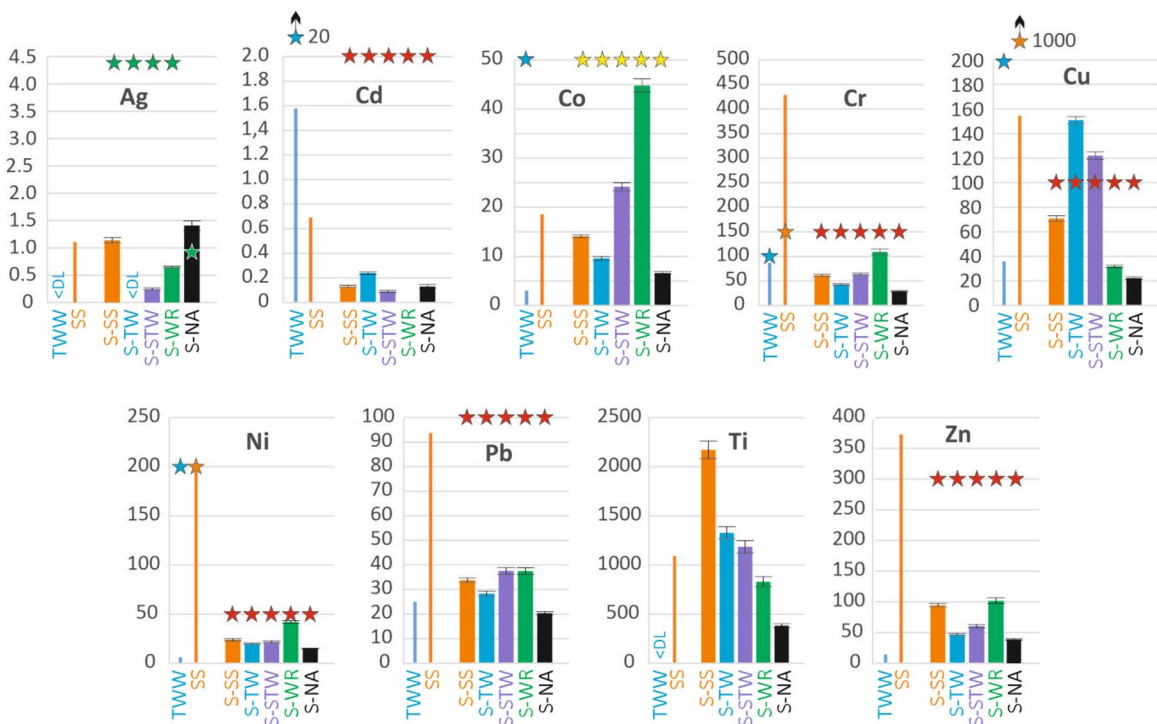 Ag
4.5
4.0
3.5
3.0
2.5
2.0
1.5
1.0
0.5
0
<DL
<DL
TWW
SS
S-SS
S-TW
S-STW
S-WR
S-NA
20
Cd
2.0
1.8
1.6
1,4
1.2
1.0
0.8
0.6
0.4
0.2
0
TWW
SS
S-SS
S-TW
S-STW
S-WR
S-NA
Co
50
40
30
20
10
0
TWW
SS
S-SS
S-TW
S-STW
S-WR
S-NA
Cr
500
450
400
350
300
250
200
150
100
50
0
TWW
SS
S-SS
S-TW
S-STW
S-WR
S-NA
1000
Cu
200
180
160
140
120
100
80
60
40
20
0
TWW
SS
S-SS
S-TW
S-STW
S-WR
S-NA
Ni
250
200
150
100
50
0
TWW
SS
S-SS
S-TW
S-STW
S-WR
S-NA
Pb
100
90
80
70
60
50
40
30
20
10
0
TWW
SS
S-SS
S-TW
S-STW
S-WR
S-NA
Ti
2500
2000
1500
1000
500
0
<DL
TWW
SS
S-SS
S-TW
S-STW
S-WR
S-NA
Zn
400
350
300
250
200
150
100
50
0
TWW
SS
S-SS
S-TW
S-STW
S-WR
S-NA